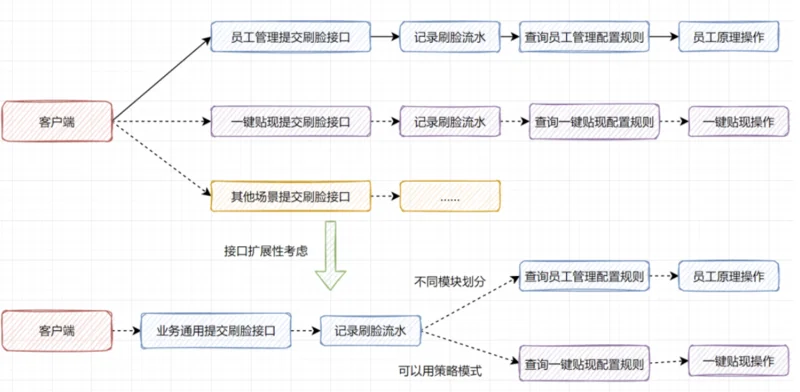 员工管理提交刷脸接口
记录刷脸流水
查询员工管理配置规则
员工原理操作
客户端
一键贴现提交刷脸接口
记录刷脸流水
查询一键贴现配置规则
一键贴现操作
其他场景提交刷脸接口
......
接口扩展性考虑
不同模块划分
查询员工管理配置规则
员工原理操作
客户端
业务通用提交刷脸接口
记录刷脸流水
可以用策略模式
查询一键贴现配置规则
一键贴现操作